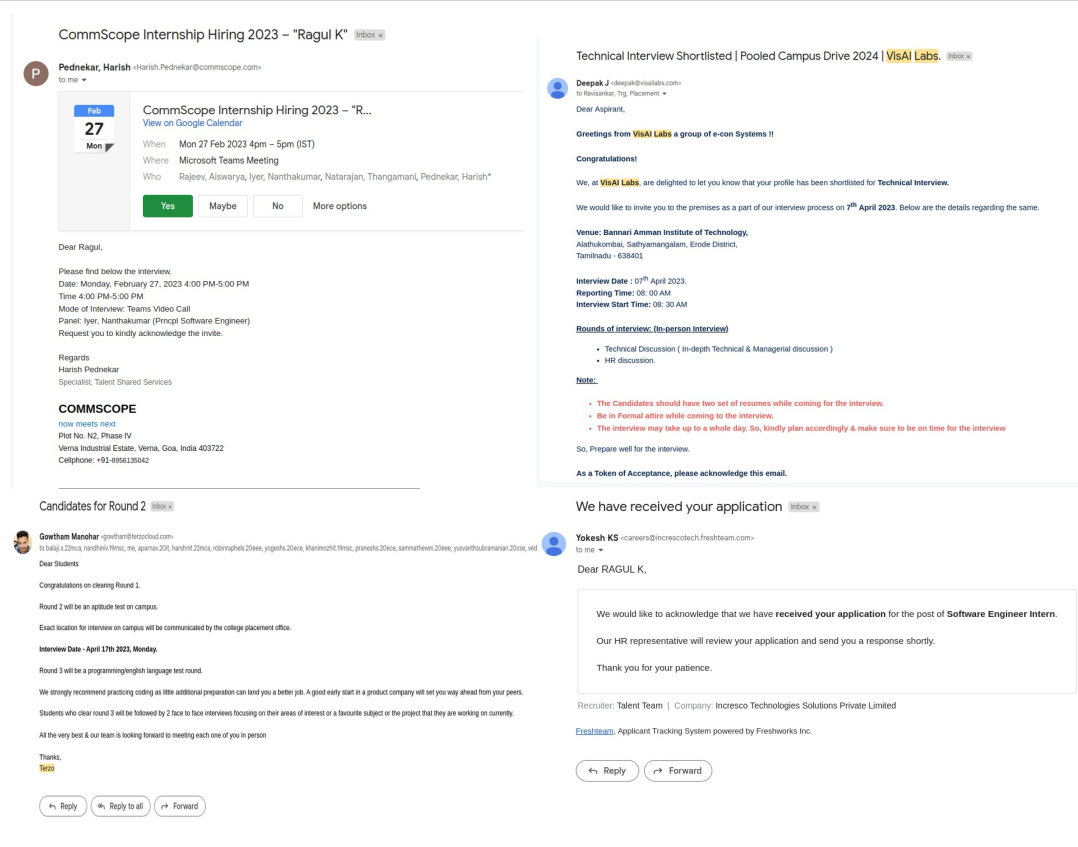 CommScope Internship Hiring 2023 – "Ragul K" Inbox x
P
Pednekar, Harish <Harish.Pednekar@commscope.com>
to me
Feb
27
Mon
CommScope Internship Hiring 2023 – "R...
View on Google Calendar
When Mon 27 Feb 2023 4pm – 5pm (IST)
Where Microsoft Teams Meeting
Who Rajeev, Aiswarya, Iyer, Nanthakumar, Natarajan, Thangamani, Pednekar, Harish*
Yes Maybe No More options
Dear Ragul,
Please find below the interview.
Date: Monday, February 27, 2023 4:00 PM-5:00 PM
Time 4:00 PM-5:00 PM
Mode of Interview: Teams Video Call
Panel: Iyer, Nanthakumar (Prncpl Software Engineer)
Request you to kindly acknowledge the invite.
Regards
Harish Pednekar
Specialist, Talent Shared Services
COMMSCOPE
now meets next
Plot No. N2, Phase IV
Verna Industrial Estate, Verna, Goa, India 403722
Cellphone: +91-8956135042
Technical Interview Shortlisted | Pooled Campus Drive 2024 | VisAI Labs. Inbox x
Deepak J <deepak@visailabs.com>
to Ravisankar, Trg, Placement
Dear Aspirant,
Greetings from VisAI Labs a group of e-con Systems !!
Congratulations!
We, at VisAI Labs, are delighted to let you know that your profile has been shortlisted for Technical Interview.
We would like to invite you to the premises as a part of our interview process on 7th April 2023. Below are the details regarding the same.
Venue: Bannari Amman Institute of Technology,
Alathukombai, Sathyamangalam, Erode District,
Tamilnadu - 638401
Interview Date : 07th April 2023.
Reporting Time: 08: 00 AM
Interview Start Time: 08: 30 AM
Rounds of interview: (In-person Interview)
• Technical Discussion ( In-depth Technical & Managerial discussion )
• HR discussion.
Note:
• The Candidates should have two set of resumes while coming for the interview.
• Be in Formal attire while coming to the interview.
• The interview may take up to a whole day. So, kindly plan accordingly & make sure to be on time for the interview
So, Prepare well for the interview.
As a Token of Acceptance, please acknowledge this email.
Candidates for Round 2 Inbox x
Gowtham Manohar <gowtham@terzocloud.com>
to balaji.s.22mca, nandhniv.19msc, me, aparnav.20it, harshnit.22mca, robinraphels.20eee, yogeshs.20ece, khanimozhit.19msc, praneshs.20ece, sammathewm.20eee, yusvanthsubramanian.20cse, ved
Dear Students
Congratulations on clearing Round 1.
Round 2 will be an aptitude test on campus.
Exact location for interview on campus will be communicated by the college placement office.
Interview Date - April 17th 2023, Monday.
Round 3 will be a programming/english language test round.
We strongly recommend practicing coding as little additional preparation can land you a better job. A good early start in a product company will set you way ahead from your peers.
Students who clear round 3 will be followed by 2 face to face interviews focusing on their areas of interest or a favourite subject or the project that they are working on currently.
All the very best & our team is looking forward to meeting each one of you in person
Thanks,
Terzo
Reply Reply to all Forward
We have received your application Inbox x
Yokesh KS <careers@increscotech.freshteam.com>
to me
Dear RAGUL K,
We would like to acknowledge that we have received your application for the post of Software Engineer Intern.
Our HR representative will review your application and send you a response shortly.
Thank you for your patience.
Recruiter: Talent Team | Company: Incresco Technologies Solutions Private Limited
Freshteam, Applicant Tracking System powered by Freshworks Inc.
Reply Forward